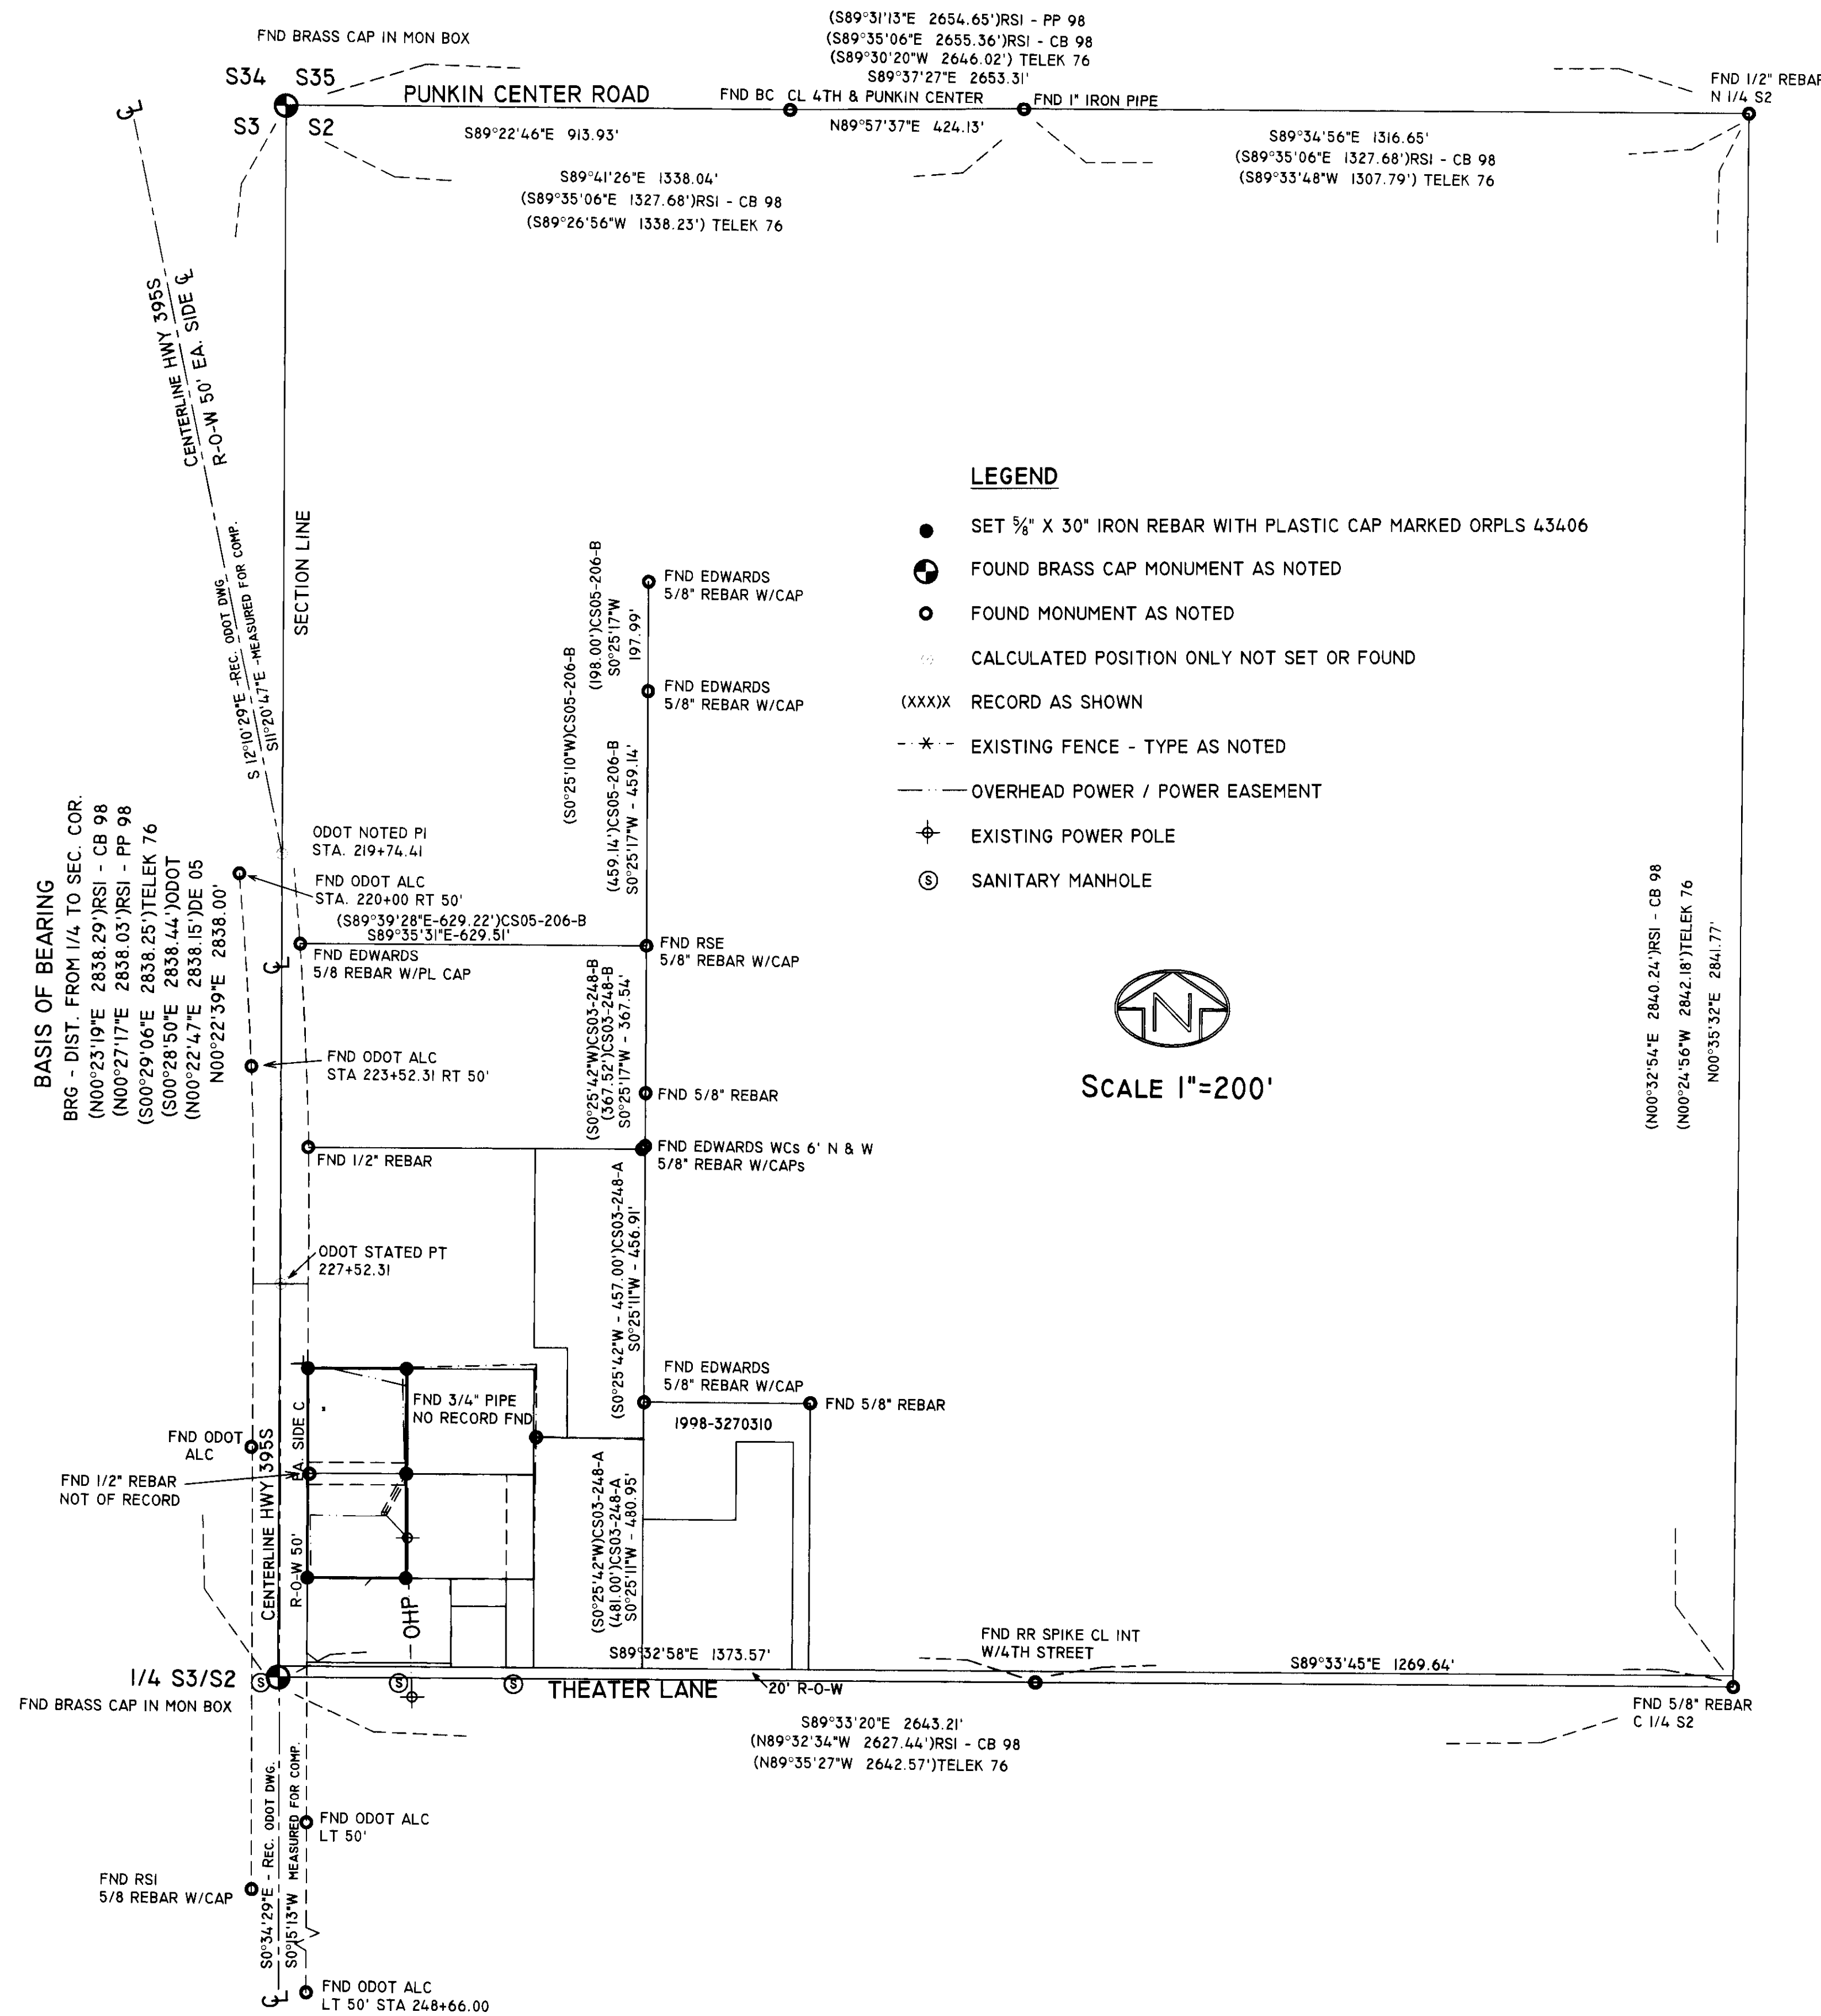 (S89°31'13"E 2654.65')RSI - PP 98
(S89°35'06"E 2655.36')RSI - CB 98
(S89°30'20"W 2646.02') TELEK 76
S89°37'27"E 2653.31'
FND BRASS CAP IN MON BOX
S34 S35
S3 S2
PUNKIN CENTER ROAD
FND BC CL 4TH & PUNKIN CENTER
FND 1" IRON PIPE
FND 1/2" REBAR
N 1/4 S2
S89°22'46"E 913.93'
N89°57'37"E 424.13'
S89°41'26"E 1338.04'
(S89°35'06"E 1327.68')RSI - CB 98
(S89°26'56"W 1338.23') TELEK 76
S89°34'56"E 1316.65'
(S89°35'06"E 1327.68')RSI - CB 98
(S89°33'48"W 1307.79') TELEK 76
CENTERLINE HWY 395S
R-O-W 50' EA. SIDE ℄
S 12°10'29"E -REC. ODOT DWG
S11°20'47"E -MEASURED FOR COMP.
SECTION LINE
LEGEND
SET 5/8" X 30" IRON REBAR WITH PLASTIC CAP MARKED ORPLS 43406
FOUND BRASS CAP MONUMENT AS NOTED
FOUND MONUMENT AS NOTED
CALCULATED POSITION ONLY NOT SET OR FOUND
(XXX)X RECORD AS SHOWN
EXISTING FENCE - TYPE AS NOTED
OVERHEAD POWER / POWER EASEMENT
EXISTING POWER POLE
S SANITARY MANHOLE
N
SCALE 1"=200'
BASIS OF BEARING
BRG - DIST. FROM 1/4 TO SEC. COR.
(N00°23'19"E 2838.29')RSI - CB 98
(N00°27'17"E 2838.03')RSI - PP 98
(S00°29'06"E 2838.25')TELEK 76
(S00°28'50"E 2838.44')ODOT
(N00°22'47"E 2838.15')DE 05
N00°22'39"E 2838.00'
FND EDWARDS
5/8" REBAR W/CAP
(198.00')CS05-206-B
S0°25'17"W
197.99'
(S0°25'10"W)CS05-206-B
FND EDWARDS
5/8" REBAR W/CAP
(459.14')CS05-206-B
S0°25'17"W - 459.14'
ODOT NOTED PI
STA. 219+74.41
FND ODOT ALC
STA. 220+00 RT 50'
(S89°39'28"E-629.22')CS05-206-B
S89°35'31"E-629.51'
FND EDWARDS
5/8 REBAR W/PL CAP
FND RSE
5/8" REBAR W/CAP
(S0°25'42"W)CS03-248-B
(367.52')CS03-248-B
S0°25'17"W - 367.54'
FND ODOT ALC
STA 223+52.31 RT 50'
FND 5/8" REBAR
FND 1/2" REBAR
FND EDWARDS WCs 6' N & W
5/8" REBAR W/CAPs
(S0°25'42"W - 457.00')CS03-248-A
S0°25'11"W - 456.91'
ODOT STATED PT
227+52.31
FND EDWARDS
5/8" REBAR W/CAP
FND 5/8" REBAR
1998-3270310
FND 3/4" PIPE
NO RECORD FND
FND ODOT
ALC
FND 1/2" REBAR
NOT OF RECORD
CENTERLINE HWY 395S
R-O-W 50' EA. SIDE C
(S0°25'42"W)CS03-248-A
(481.00')CS03-248-A
S0°25'11"W - 480.95'
OHP
(N00°32'54"E 2840.24')RSI - CB 98
(N00°24'56"W 2842.18')TELEK 76
N00°35'32"E 2841.77'
1/4 S3/S2
FND BRASS CAP IN MON BOX
S
S
S
THEATER LANE
S89°32'58"E 1373.57'
20' R-O-W
FND RR SPIKE CL INT
W/4TH STREET
S89°33'45"E 1269.64'
FND 5/8" REBAR
C 1/4 S2
S89°33'20"E 2643.21'
(N89°32'34"W 2627.44')RSI - CB 98
(N89°35'27"W 2642.57')TELEK 76
S0°34'29"E - REC. ODOT DWG.
S0°15'13"W MEASURED FOR COMP.
FND ODOT ALC
LT 50'
FND RSI
5/8 REBAR W/CAP
FND ODOT ALC
LT 50' STA 248+66.00